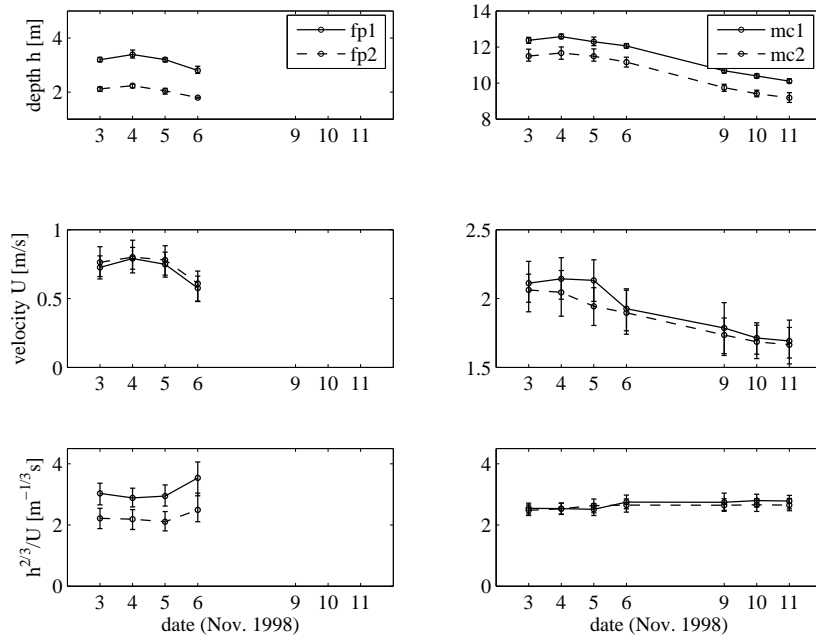 depth h [m]
4
2
fp1
fp2
3 4 5 6 9 10 11
14
12
10
8
mc1
mc2
3 4 5 6 9 10 11
velocity U [m/s]
1
0.5
0
3 4 5 6 9 10 11
2.5
2
1.5
3 4 5 6 9 10 11
h^{2/3}/U [m^{−1/3}s]
4
2
0
3 4 5 6 9 10 11
date (Nov. 1998)
4
2
0
3 4 5 6 9 10 11
date (Nov. 1998)